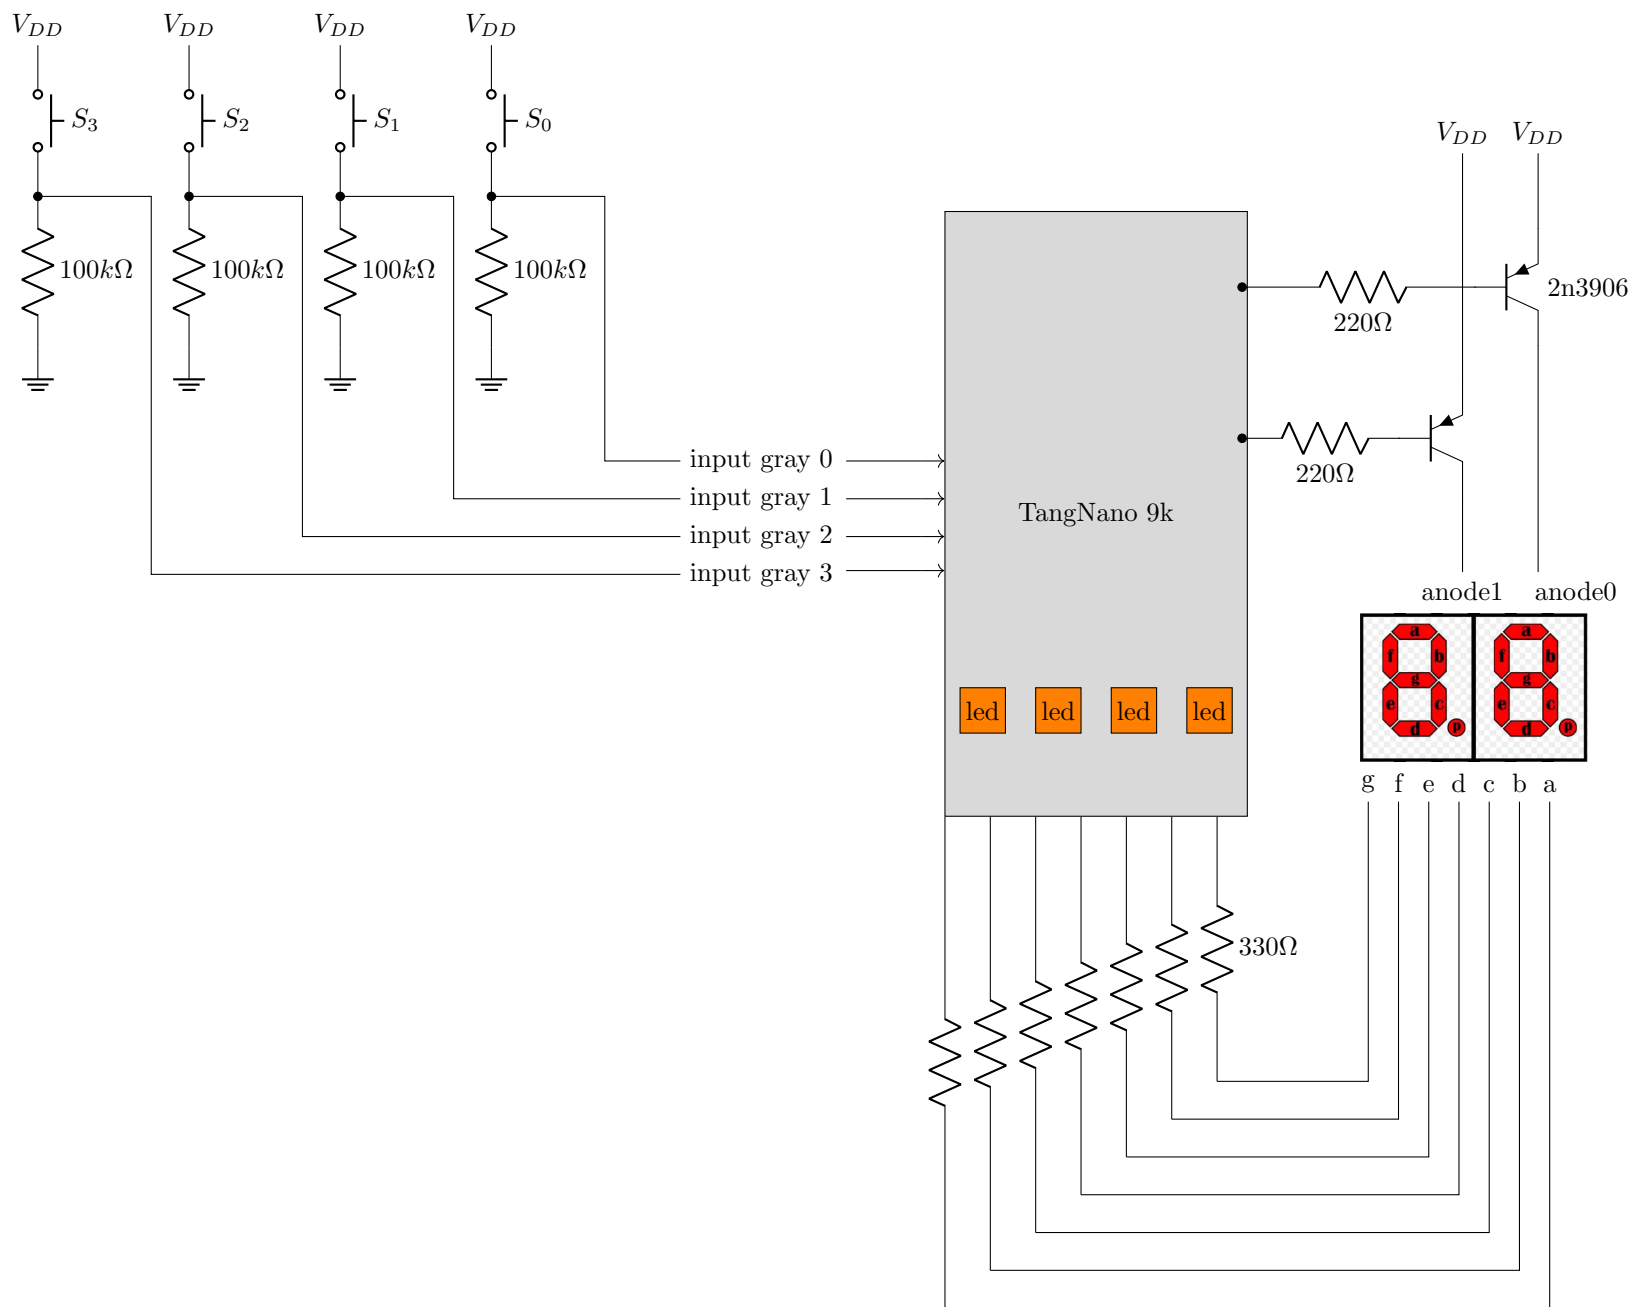 V_DD V_DD V_DD V_DD
S_3 S_2 S_1 S_0
V_DD V_DD
100kΩ 100kΩ 100kΩ 100kΩ
2n3906
220Ω
input gray 0
220Ω
input gray 1
TangNano 9k
input gray 2
input gray 3
anode1 anode0
a a
f b f b
g g
e c e c
d p d p
led led led led
g f e d c b a
330Ω